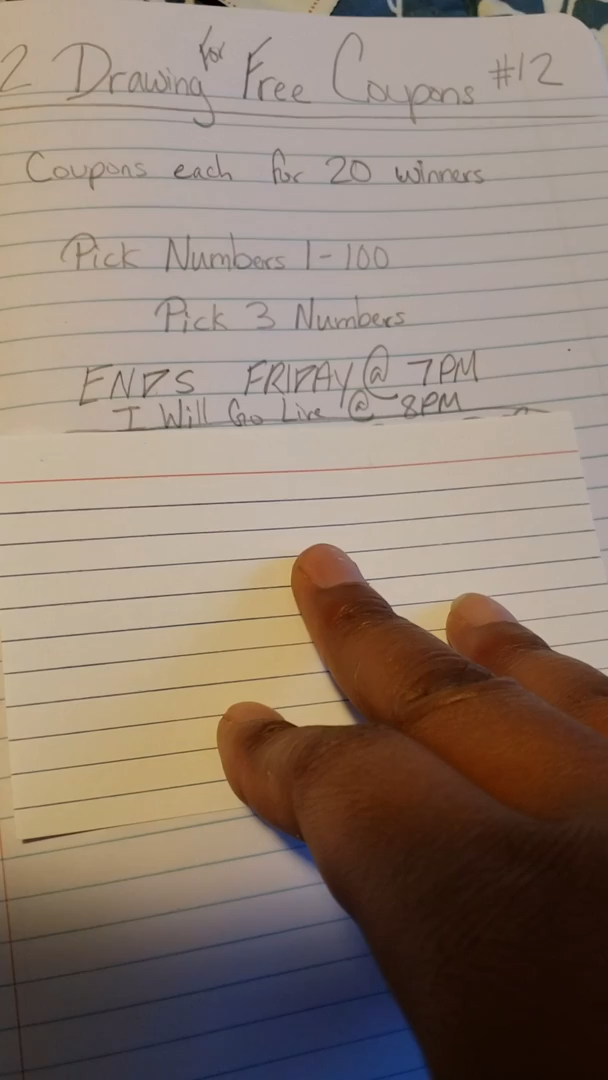 2 Drawing for Free Coupons #12
Coupons each for 20 winners
Pick Numbers 1-100
Pick 3 Numbers
ENDS FRIDAY @ 7PM
I Will Go Live @ 8PM